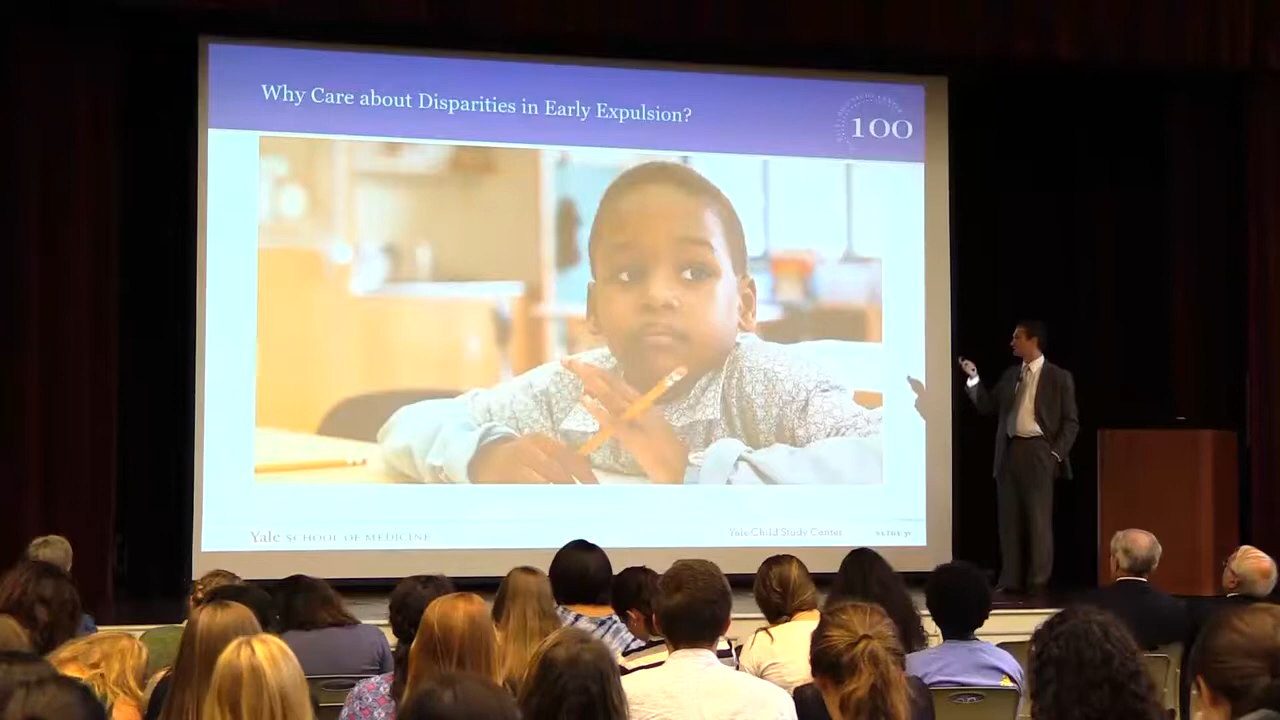 Why Care about Disparities in Early Expulsion?
100
Yale SCHOOL OF MEDICINE
Yale Child Study Center